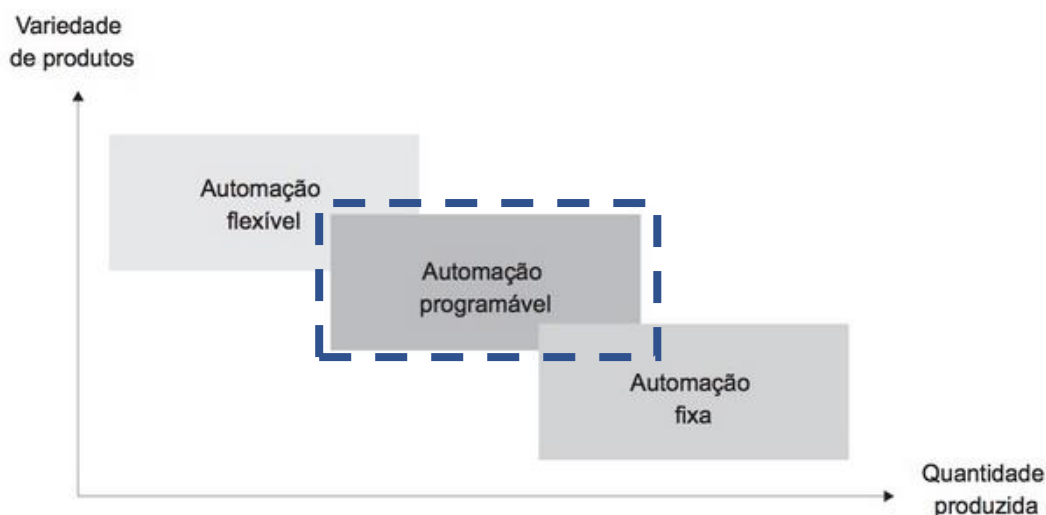 Variedade
de produtos
Automação
flexível
Automação
programável
Automação
fixa
Quantidade
produzida